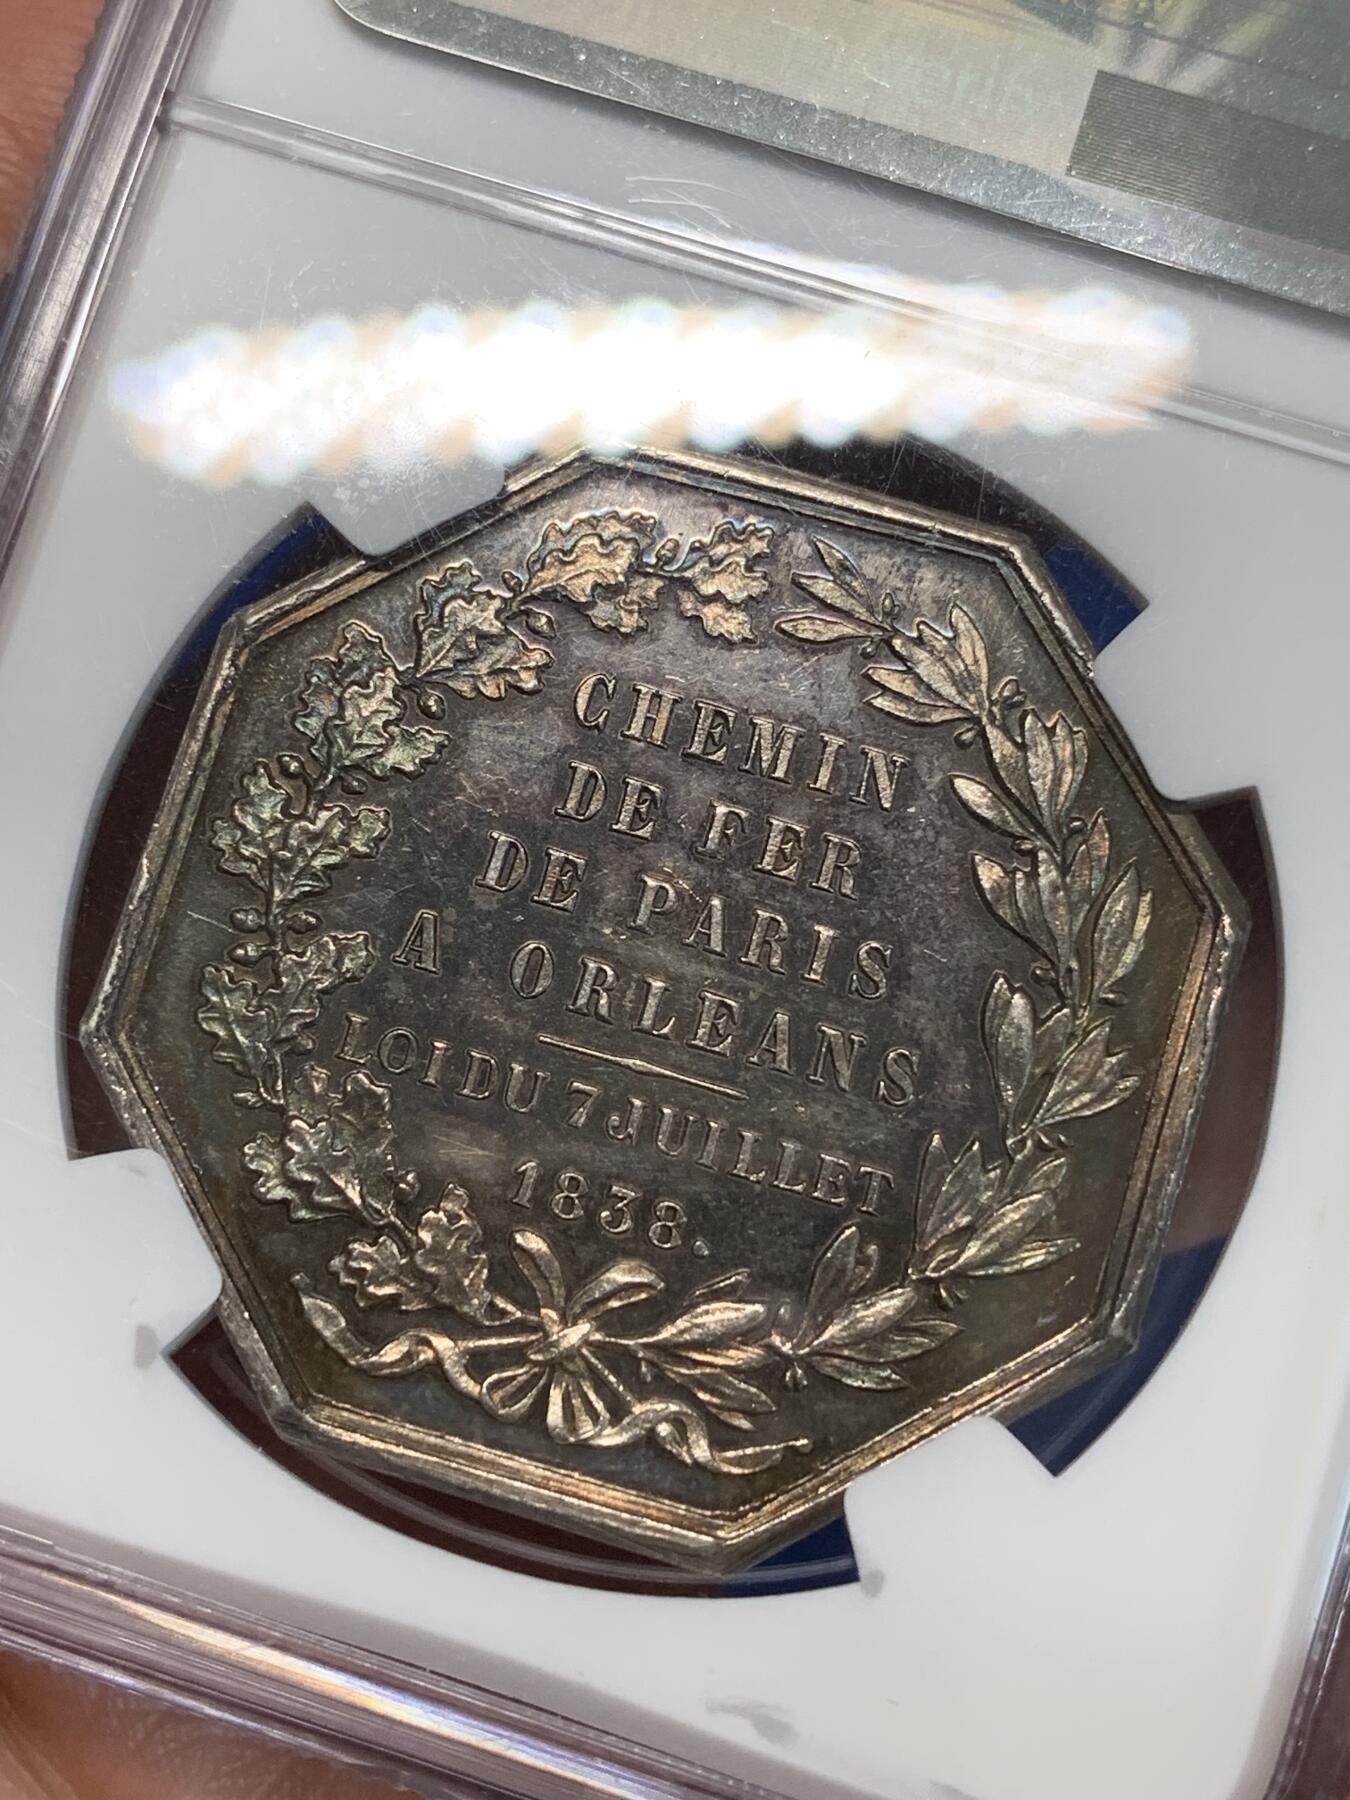 CHEMIN
DE FER
DE PARIS
A ORLEANS
LOI DU 7 JUILLET
1838.